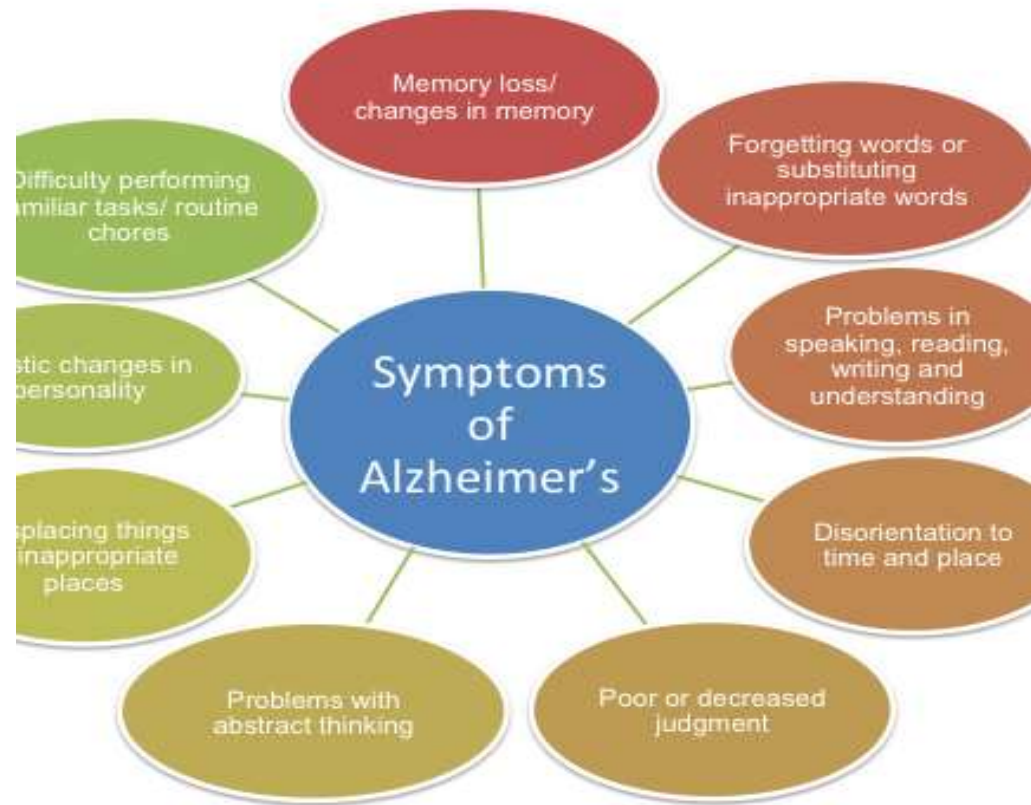 Memory loss/
changes in memory
Forgetting words or
substituting
inappropriate words
Problems in
speaking, reading,
writing and
understanding
Disorientation to
time and place
Poor or decreased
judgment
Problems with
abstract thinking
things
inappropriate
places
changes in
personality
Difficulty performing
tasks/ routine
chores
Symptoms
of
Alzheimer's